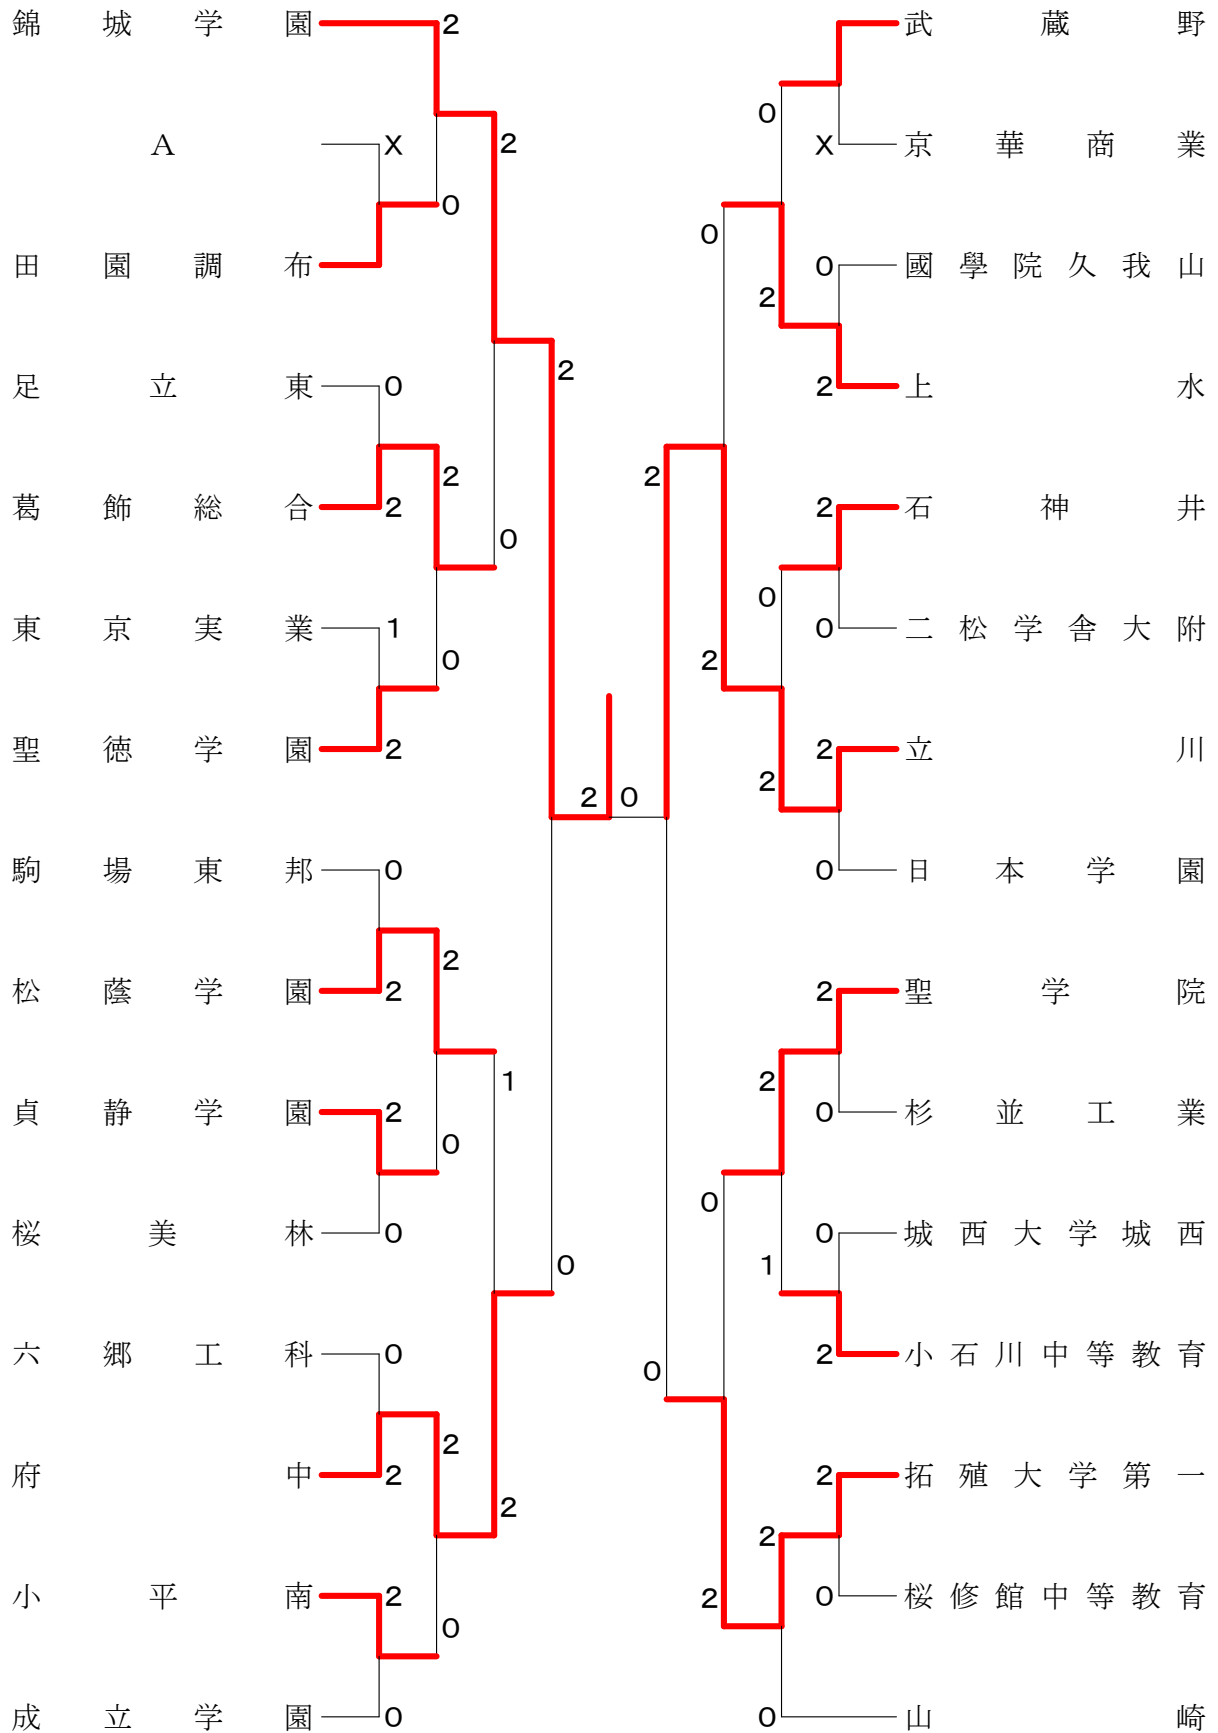 錦城学園 2 武蔵野
0
A X 2 X 京華商業
0
0
田園調布 0 國學院久我山
2
2
足立東 0 2 上水
2 2
葛飾総合 2 2 石神井
0
0
東京実業 1 0 二松学舎大附
0 2
聖徳学園 2 2 立川
2
2 0
駒場東邦 0 0 日本学園
2
松蔭学園 2 2 聖学院
1 2
貞静学園 2 0 杉並工業
0
0
桜美林 0 0 城西大学城西
0 1
六郷工科 0 2 小石川中等教育
0
2
府中 2 2 拓殖大学第一
2
2
小平南 2 2 0 桜修館中等教育
0
成立学園 0 0 山崎